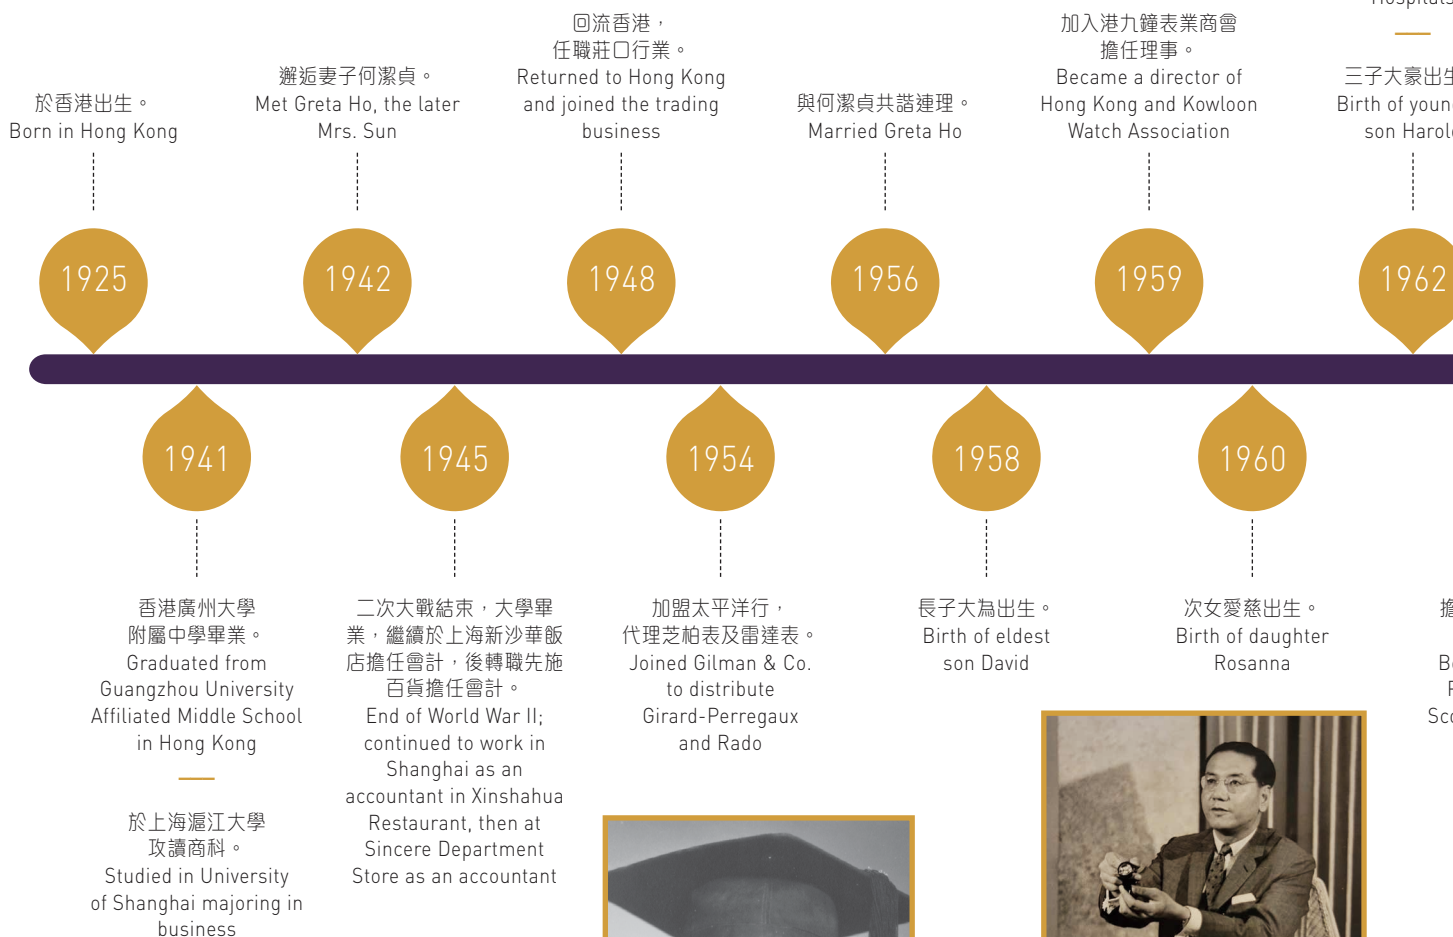 於香港出生。
Born in Hong Kong
邂逅妻子何潔貞。
Met Greta Ho, the later
Mrs. Sun
回流香港，
任職莊口行業。
Returned to Hong Kong
and joined the trading
business
與何潔貞共諧連理。
Married Greta Ho
加入港九鐘表業商會
擔任理事。
Became a director of
Hong Kong and Kowloon
Watch Association
三子大豪出生
Birth of
son
1925
1942
1948
1956
1959
1962
1941
1945
1954
1958
1960
香港廣州大學
附屬中學畢業。
Graduated from
Guangzhou University
Affiliated Middle School
in Hong Kong
於上海滬江大學
攻讀商科。
Studied in University
of Shanghai majoring in
business
二次大戰結束，大學畢
業，繼續於上海新沙華飯
店擔任會計，後轉職先施
百貨擔任會計。
End of World War II;
continued to work in
Shanghai as an
accountant in Xinshahua
Restaurant, then at
Sincere Department
Store as an accountant
加盟太平洋行，
代理芝柏表及雷達表。
Joined Gilman & Co.
to distribute
Girard-Perregaux
and Rado
長子大為出生。
Birth of eldest
son David
次女愛慈出生。
Birth of daughter
Rosanna